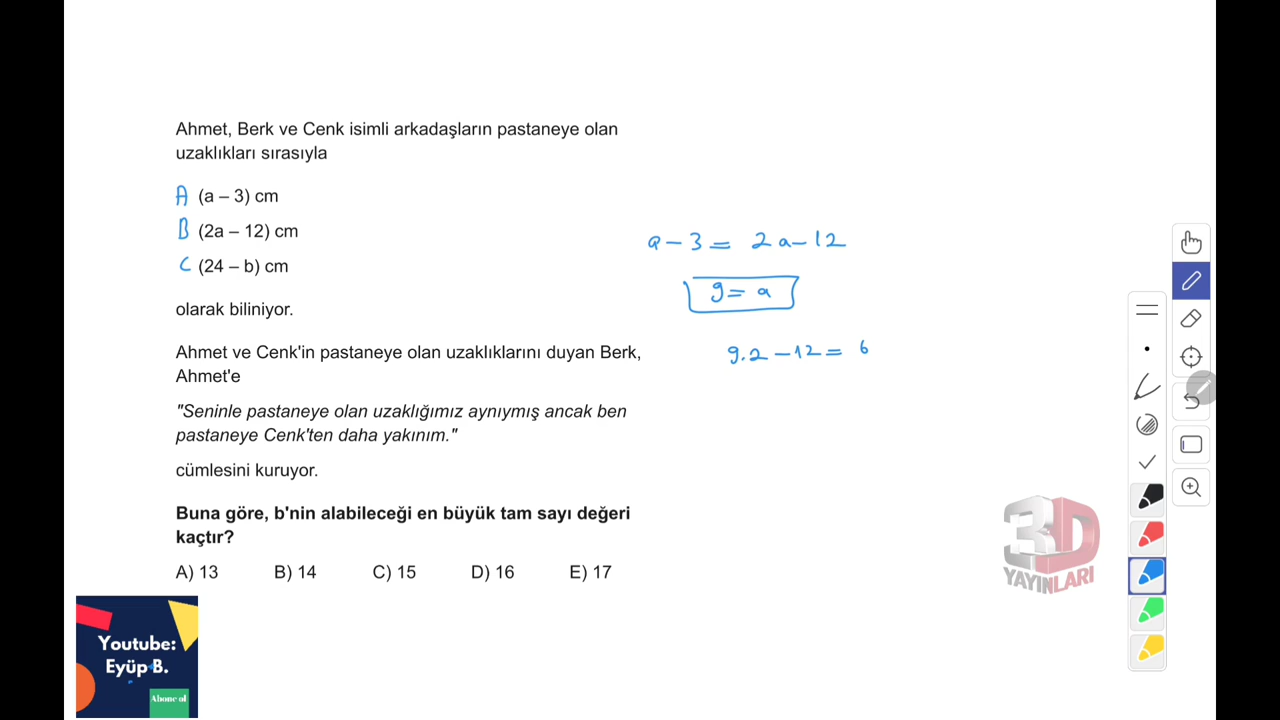 Ahmet, Berk ve Cenk isimli arkadaşların pastaneye olan
uzaklıkları sırasıyla
A (a – 3) cm
B (2a – 12) cm
C (24 – b) cm
olarak biliniyor.
Ahmet ve Cenk'in pastaneye olan uzaklıklarını duyan Berk,
Ahmet'e
"Seninle pastaneye olan uzaklığımız aynıymış ancak ben
pastaneye Cenk'ten daha yakınım."
cümlesini kuruyor.
Buna göre, b'nin alabileceği en büyük tam sayı değeri
kaçtır?
A) 13 B) 14 C) 15 D) 16 E) 17
a – 3 = 2a – 12
9 = a
9.2 – 12 = 6
3D
YAYINLARI
Youtube:
Eyüp B.
Abone ol